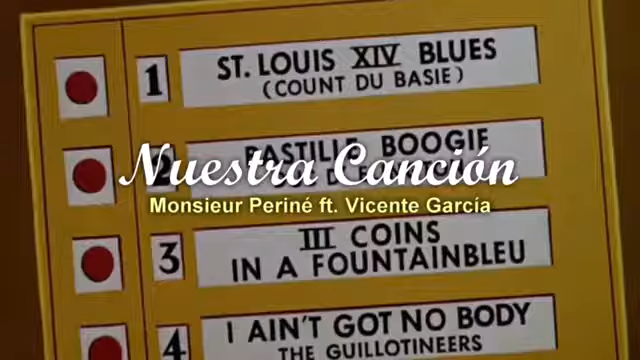 1
ST. LOUIS XIV BLUES
(COUNT DU BASIE)
2
BASTILLE BOOGIE
Nuestra Canción
Monsieur Periné ft. Vicente García
3
III COINS
IN A FOUNTAINBLEU
4
I AIN'T GOT NO BODY
THE GUILLOTINEERS